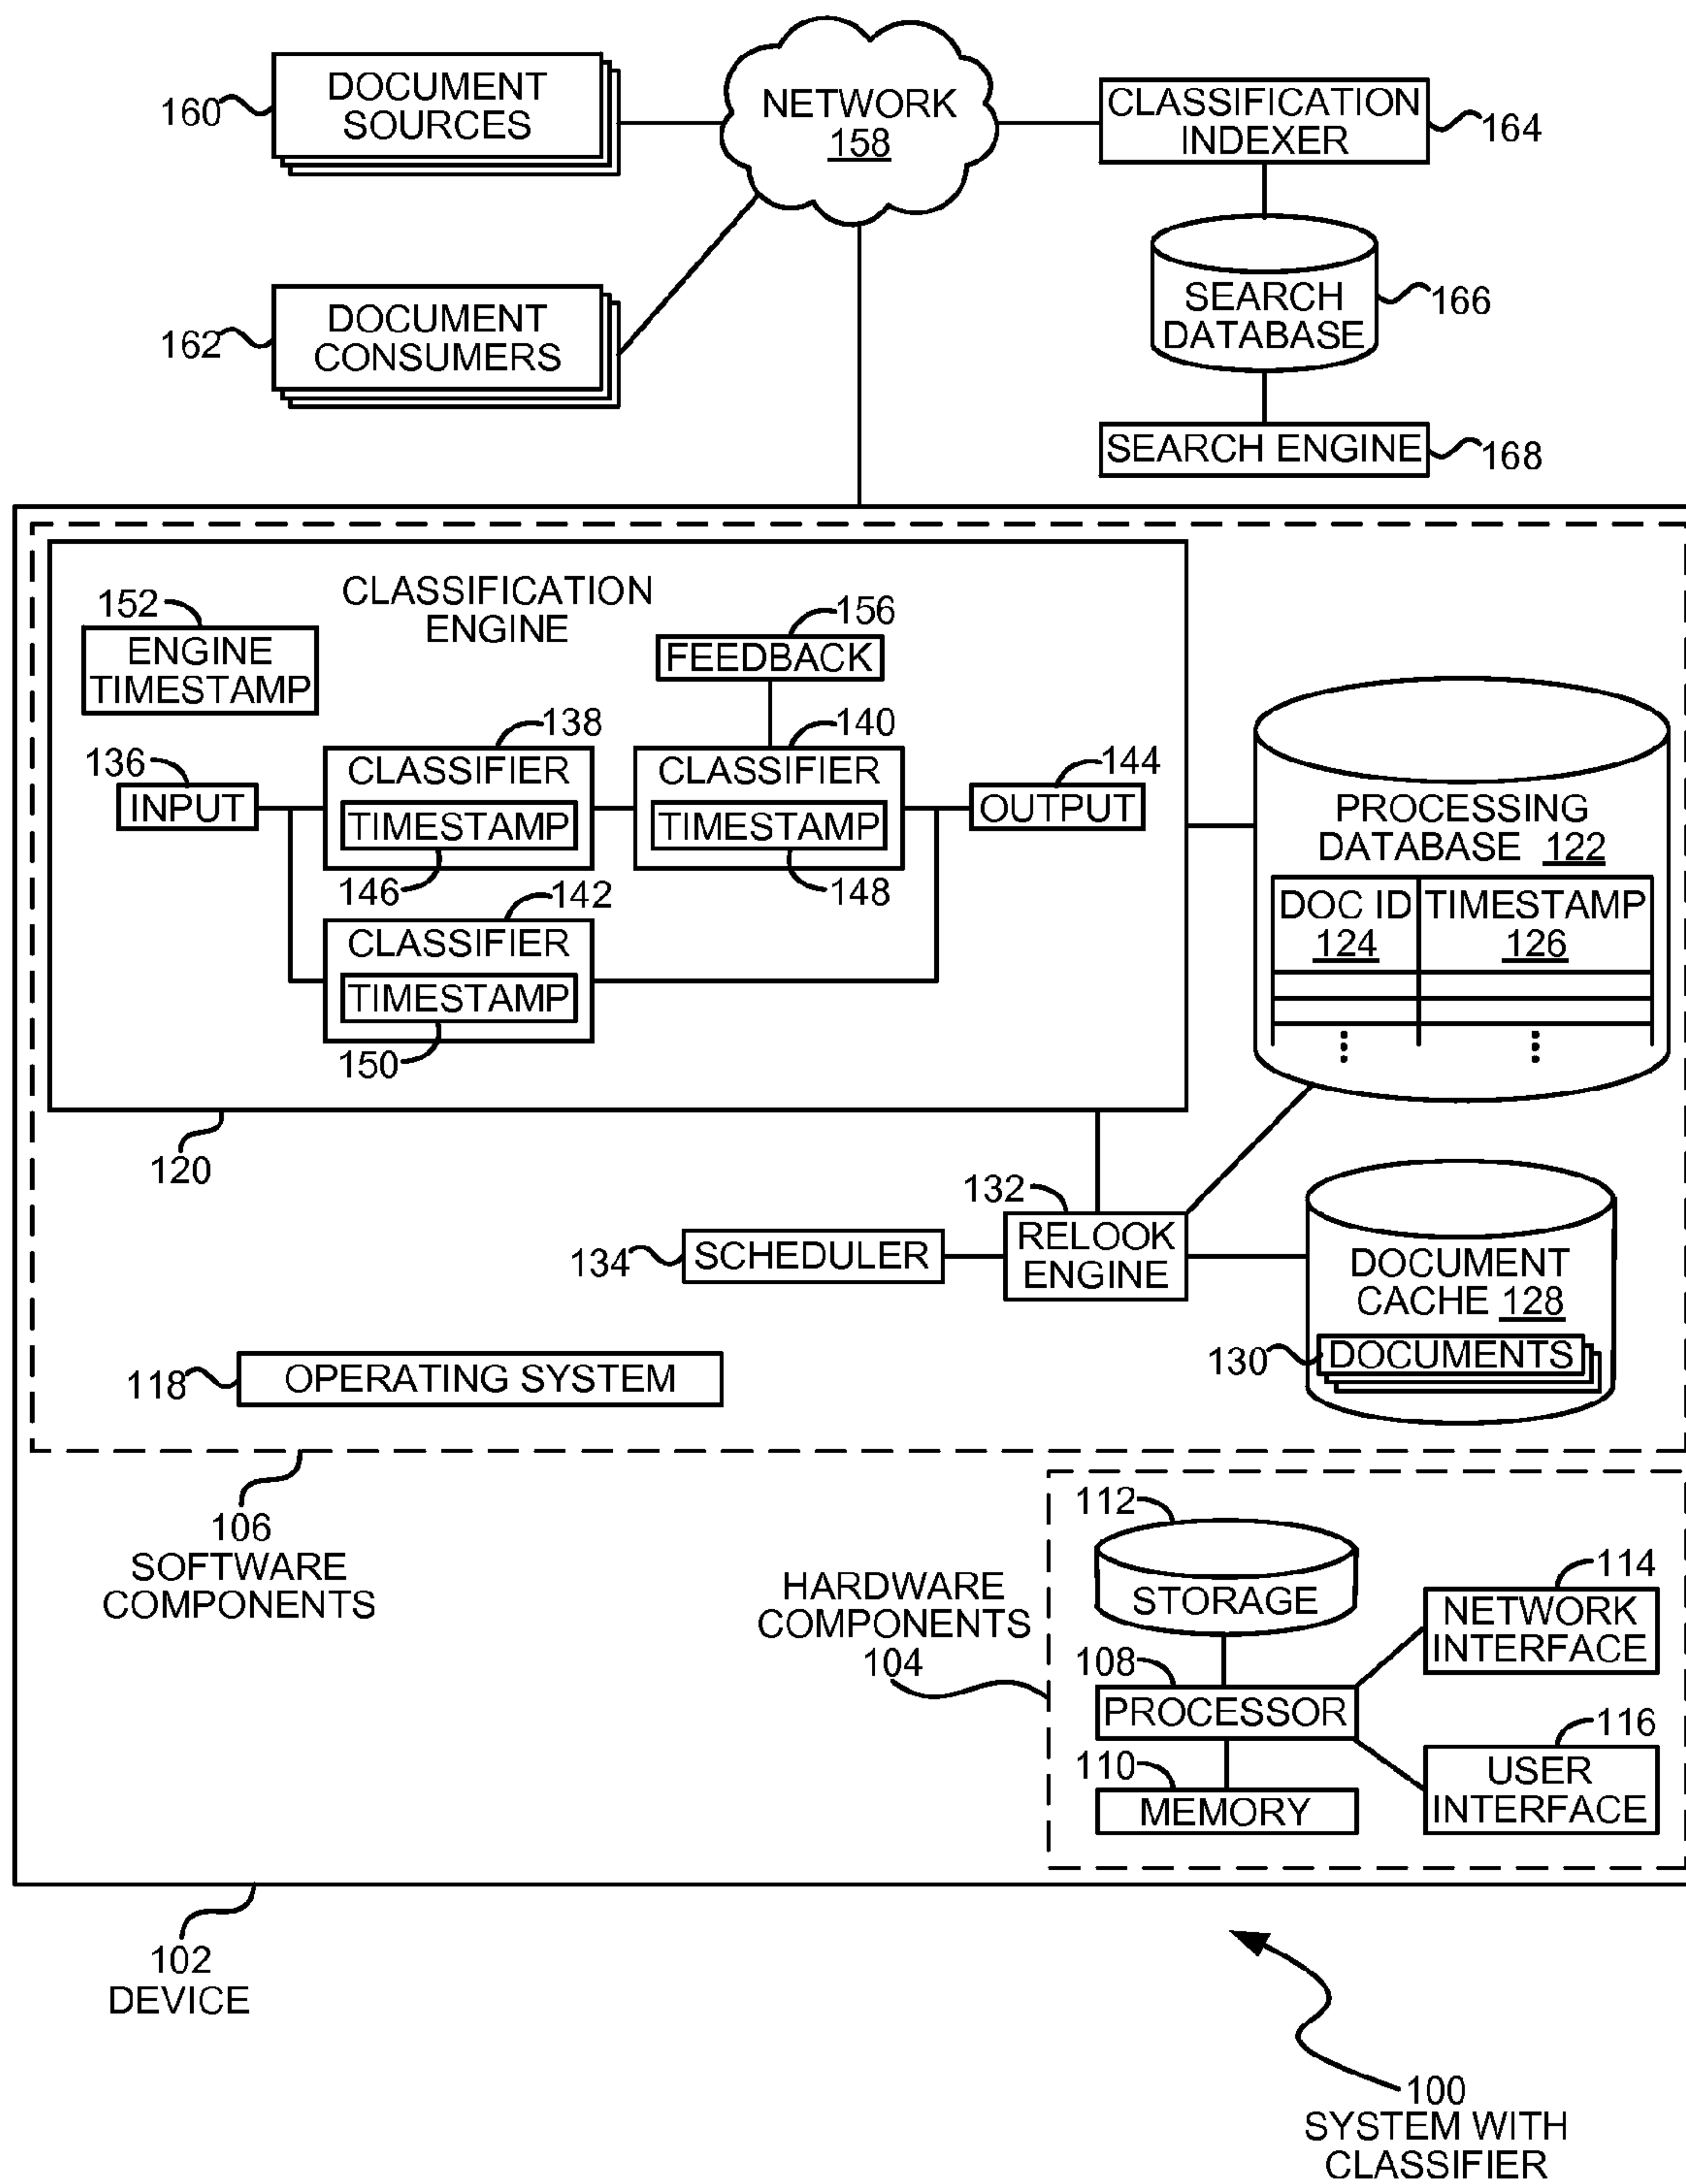 DOCUMENT
SOURCES
160
NETWORK
158
CLASSIFICATION
INDEXER
164
DOCUMENT
CONSUMERS
162
SEARCH
DATABASE
166
SEARCH ENGINE
168
CLASSIFICATION
ENGINE
152
ENGINE
TIMESTAMP
156
FEEDBACK
136
INPUT
138
CLASSIFIER
TIMESTAMP
146
140
CLASSIFIER
TIMESTAMP
148
144
OUTPUT
142
CLASSIFIER
TIMESTAMP
150
120
PROCESSING
DATABASE 122
DOC ID TIMESTAMP
124 126
132
RELOOK
ENGINE
134
SCHEDULER
DOCUMENT
CACHE 128
130
DOCUMENTS
118
OPERATING SYSTEM
106
SOFTWARE
COMPONENTS
HARDWARE
COMPONENTS
104
112
STORAGE
108
PROCESSOR
110
MEMORY
114
NETWORK
INTERFACE
116
USER
INTERFACE
102
DEVICE
100
SYSTEM WITH
CLASSIFIER